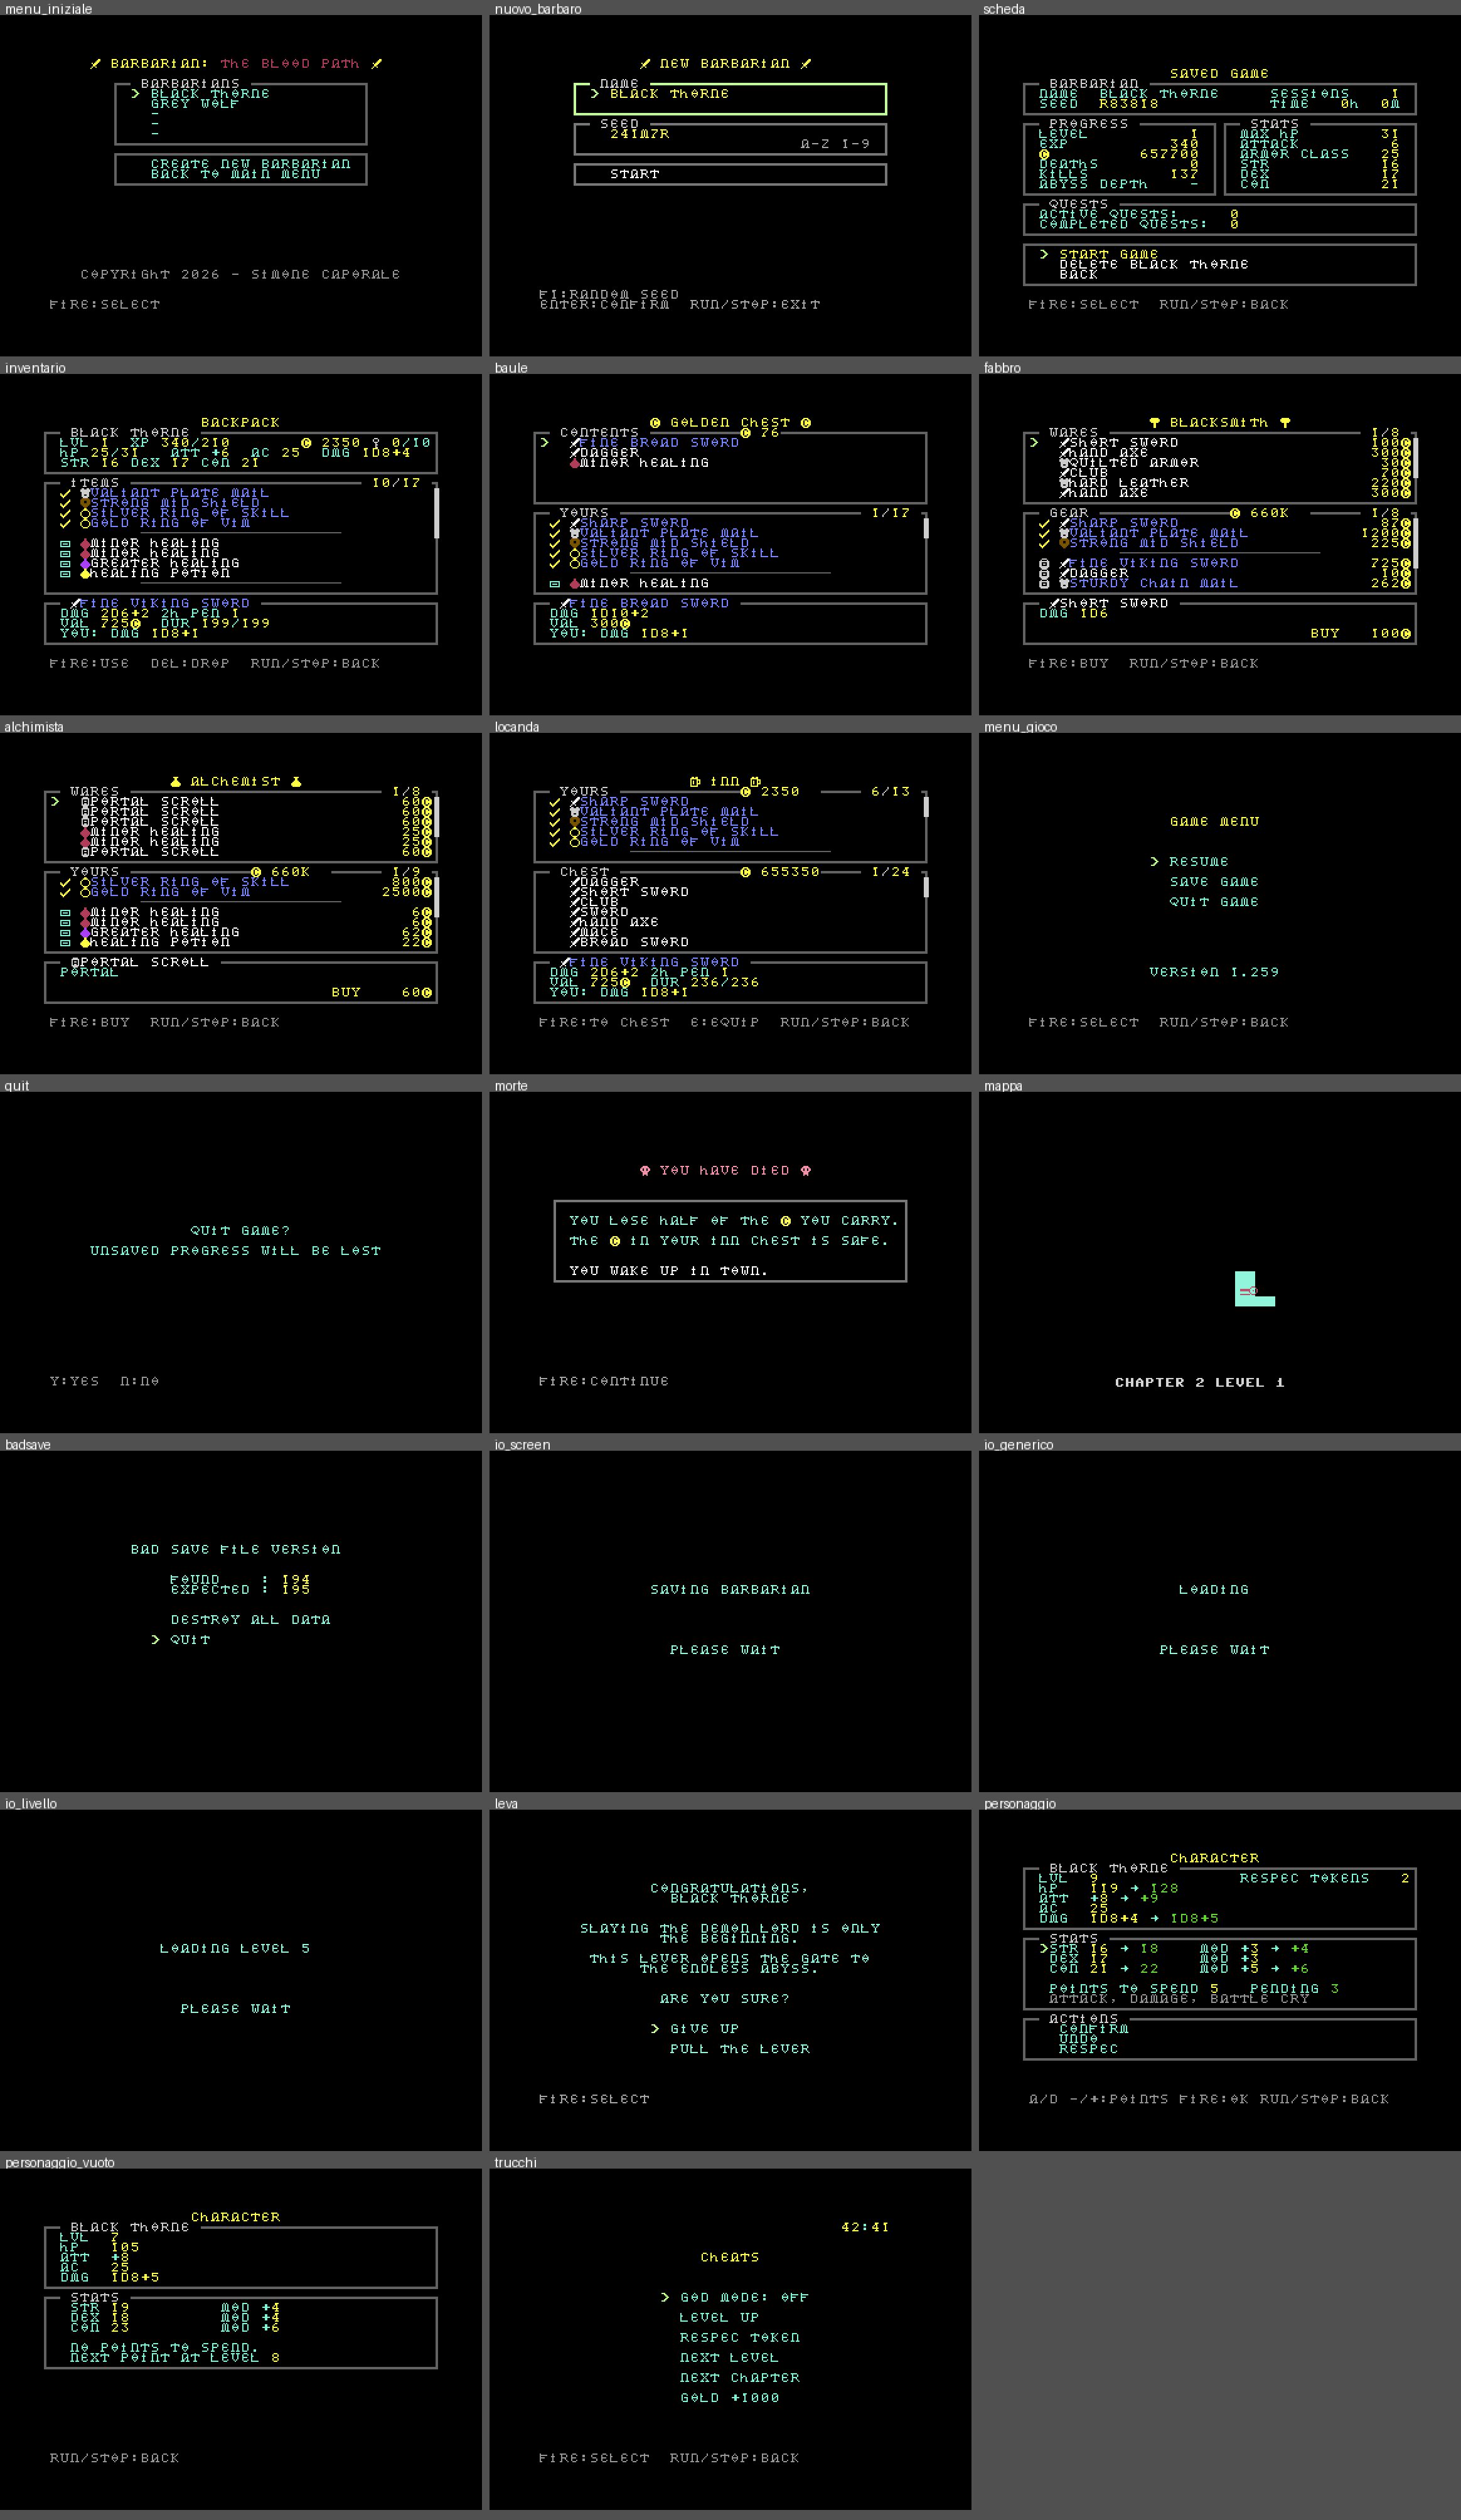 menu_iniziale
BARBARIAN: THE BLOOD PATH
BARBARIANS
> BLACK THORNE
GREY WOLF
-
-
-
CREATE NEW BARBARIAN
BACK TO MAIN MENU
COPYRIGHT 2026 - SIMONE CAPORALE
FIRE:SELECT
nuovo_barbaro
NEW BARBARIAN
NAME
> BLACK THORNE
SEED
241M7R
A-Z 1-9
START
F1:RANDOM SEED
ENTER:CONFIRM RUN/STOP:EXIT
scheda
SAVED GAME
BARBARIAN
NAME BLACK THORNE SESSIONS 1
SEED R83818 TIME 0H 0M
PROGRESS
LEVEL 1
EXP 340
C 657700
DEATHS 0
KILLS 137
ABYSS DEPTH -
STATS
MAX HP 31
ATTACK 6
ARMOR CLASS 25
STR 16
DEX 17
CON 21
QUESTS
ACTIVE QUESTS: 0
COMPLETED QUESTS: 0
> START GAME
DELETE BLACK THORNE
BACK
FIRE:SELECT RUN/STOP:BACK
inventario
BACKPACK
BLACK THORNE
LVL 1 XP 340/210 C 2350 0/10
HP 25/31 ATT +6 AC 25 DMG 1D8+4
STR 16 DEX 17 CON 21
ITEMS 10/17
VALIANT PLATE MAIL
STRONG MID SHIELD
SILVER RING OF SKILL
GOLD RING OF VIM
MINOR HEALING
MINOR HEALING
GREATER HEALING
HEALING POTION
FINE VIKING SWORD
DMG 2D6+2 2H PEN 1
VAL 725C DUR 199/199
YOU: DMG 1D8+1
FIRE:USE DEL:DROP RUN/STOP:BACK
baule
C GOLDEN CHEST C
CONTENTS C 76
> FINE BROAD SWORD
DAGGER
MINOR HEALING
YOURS 1/17
SHARP SWORD
VALIANT PLATE MAIL
STRONG MID SHIELD
SILVER RING OF SKILL
GOLD RING OF VIM
MINOR HEALING
FINE BROAD SWORD
DMG 1D10+2
VAL 300C
YOU: DMG 1D8+1
fabbro
BLACKSMITH
WARES 1/8
> SHORT SWORD 100C
HAND AXE 300C
QUILTED ARMOR 30C
CLUB 70C
HARD LEATHER 220C
HAND AXE 300C
GEAR C 660K 1/8
SHARP SWORD 87C
VALIANT PLATE MAIL 1200C
STRONG MID SHIELD 225C
FINE VIKING SWORD 725C
DAGGER 10C
STURDY CHAIN MAIL 262C
SHORT SWORD
DMG 1D6
BUY 100C
FIRE:BUY RUN/STOP:BACK
alchimista
ALCHEMIST
WARES 1/8
> PORTAL SCROLL 60C
PORTAL SCROLL 60C
PORTAL SCROLL 60C
MINOR HEALING 25C
MINOR HEALING 25C
PORTAL SCROLL 60C
YOURS C 660K 1/9
SILVER RING OF SKILL 800C
GOLD RING OF VIM 2500C
MINOR HEALING 6C
MINOR HEALING 6C
GREATER HEALING 62C
HEALING POTION 22C
PORTAL SCROLL
PORTAL
BUY 60C
FIRE:BUY RUN/STOP:BACK
locanda
INN
YOURS C 2350 6/13
SHARP SWORD
VALIANT PLATE MAIL
STRONG MID SHIELD
SILVER RING OF SKILL
GOLD RING OF VIM
CHEST C 655350 1/24
DAGGER
SHORT SWORD
CLUB
SWORD
HAND AXE
MACE
BROAD SWORD
FINE VIKING SWORD
DMG 2D6+2 2H PEN 1
VAL 725C DUR 236/236
YOU: DMG 1D8+1
FIRE:TO CHEST E:EQUIP RUN/STOP:BACK
menu_gioco
GAME MENU
> RESUME
SAVE GAME
QUIT GAME
VERSION 1.259
FIRE:SELECT RUN/STOP:BACK
quit
QUIT GAME?
UNSAVED PROGRESS WILL BE LOST
Y:YES N:NO
morte
YOU HAVE DIED
YOU LOSE HALF OF THE C YOU CARRY.
THE C IN YOUR INN CHEST IS SAFE.
YOU WAKE UP IN TOWN.
FIRE:CONTINUE
mappa
CHAPTER 2 LEVEL 1
badsave
BAD SAVE FILE VERSION
FOUND : 194
EXPECTED : 195
DESTROY ALL DATA
> QUIT
io_screen
SAVING BARBARIAN
PLEASE WAIT
io_generico
LOADING
PLEASE WAIT
io_livello
LOADING LEVEL 5
PLEASE WAIT
leva
CONGRATULATIONS,
BLACK THORNE
SLAYING THE DEMON LORD IS ONLY
THE BEGINNING.
THIS LEVER OPENS THE GATE TO
THE ENDLESS ABYSS.
ARE YOU SURE?
> GIVE UP
PULL THE LEVER
FIRE:SELECT
personaggio
CHARACTER
BLACK THORNE
LVL 9 RESPEC TOKENS 2
HP 119 → 128
ATT +8 → +9
AC 25
DMG 1D8+4 → 1D8+5
STATS
>STR 16 → 18 MOD +3 → +4
DEX 17 MOD +3
CON 21 → 22 MOD +5 → +6
POINTS TO SPEND 5 PENDING 3
ATTACK, DAMAGE, BATTLE CRY
ACTIONS
CONFIRM
UNDO
RESPEC
A/D -/+:POINTS FIRE:OK RUN/STOP:BACK
personaggio_vuoto
CHARACTER
BLACK THORNE
LVL 7
HP 105
ATT +8
AC 25
DMG 1D8+5
STATS
STR 19 MOD +4
DEX 18 MOD +4
CON 23 MOD +6
NO POINTS TO SPEND.
NEXT POINT AT LEVEL 8
RUN/STOP:BACK
trucchi
42:41
CHEATS
> GOD MODE: OFF
LEVEL UP
RESPEC TOKEN
NEXT LEVEL
NEXT CHAPTER
GOLD +1000
FIRE:SELECT RUN/STOP:BACK